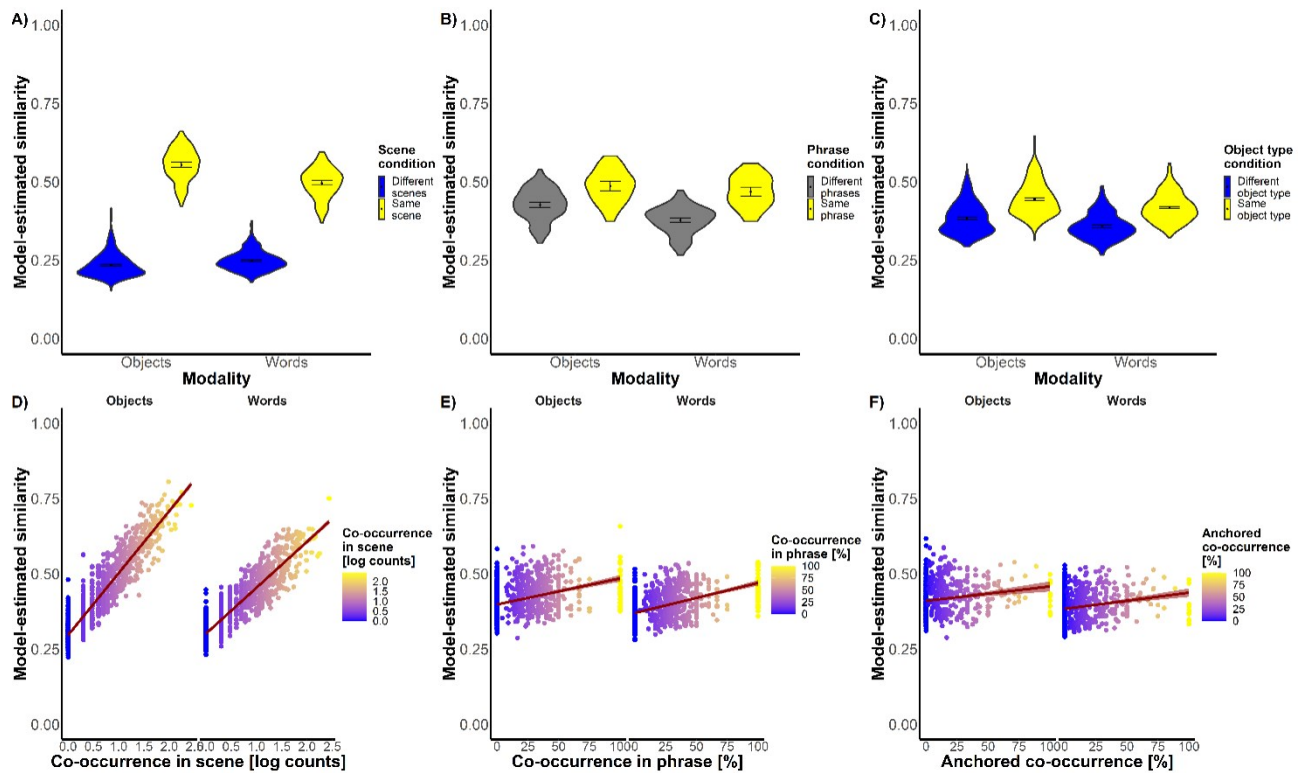 A)
1.00
0.75
0.50
0.25
0.00
Model-estimated similarity
Objects
Words
Modality
Scene
condition
Different
scenes
Same
scene
B)
1.00
0.75
0.50
0.25
0.00
Model-estimated similarity
Objects
Words
Modality
Phrase
condition
Different
phrases
Same
phrase
C)
1.00
0.75
0.50
0.25
0.00
Model-estimated similarity
Objects
Words
Modality
Object type
condition
Different
object type
Same
object type
D)
Objects
Words
1.00
0.75
0.50
0.25
0.00
Model-estimated similarity
0.0 0.5 1.0 1.5 2.0 2.5 0.0 0.5 1.0 1.5 2.0 2.5
Co-occurrence in scene [log counts]
Co-occurrence
in scene
[log counts]
2.0
1.5
1.0
0.5
0.0
E)
Objects
Words
1.00
0.75
0.50
0.25
0.00
Model-estimated similarity
0 25 50 75 100 0 25 50 75 100
Co-occurrence in phrase [%]
Co-occurrence
in phrase [%]
100
75
50
25
0
F)
Objects
Words
1.00
0.75
0.50
0.25
0.00
Model-estimated similarity
0 25 50 75 100 0 25 50 75 100
Anchored co-occurrence [%]
Anchored
co-occurrence
[%]
100
75
50
25
0